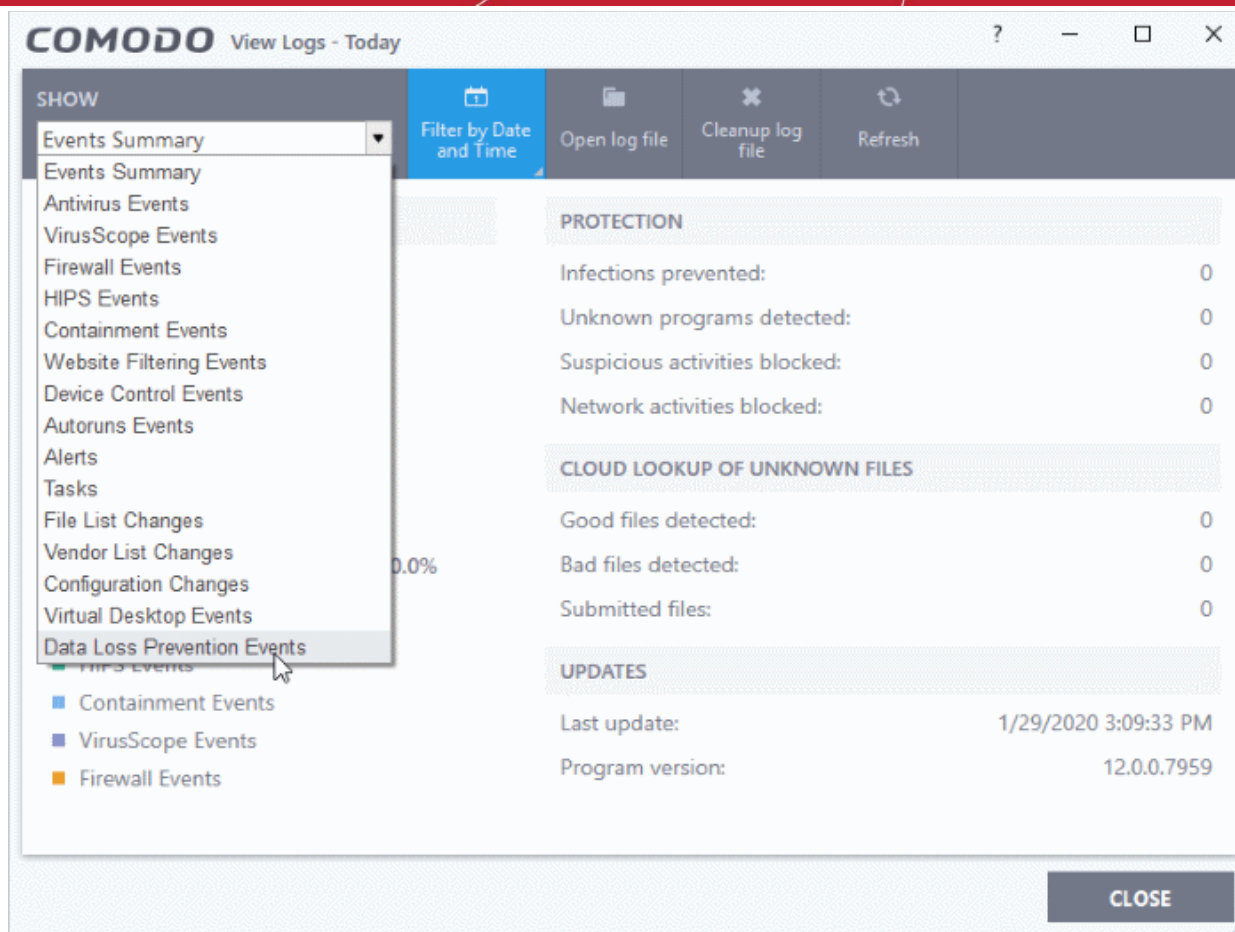 COMODO View Logs - Today
?
SHOW
Events Summary
Filter by Date
and Time
Open log file
Cleanup log
file
Refresh
Events Summary
Antivirus Events
VirusScope Events
Firewall Events
HIPS Events
Containment Events
Website Filtering Events
Device Control Events
Autoruns Events
Alerts
Tasks
File List Changes
Vendor List Changes
Configuration Changes
Virtual Desktop Events
Data Loss Prevention Events
0.0%
HIPS Events
Containment Events
VirusScope Events
Firewall Events
PROTECTION
Infections prevented: 0
Unknown programs detected: 0
Suspicious activities blocked: 0
Network activities blocked: 0
CLOUD LOOKUP OF UNKNOWN FILES
Good files detected: 0
Bad files detected: 0
Submitted files: 0
UPDATES
Last update: 1/29/2020 3:09:33 PM
Program version: 12.0.0.7959
CLOSE